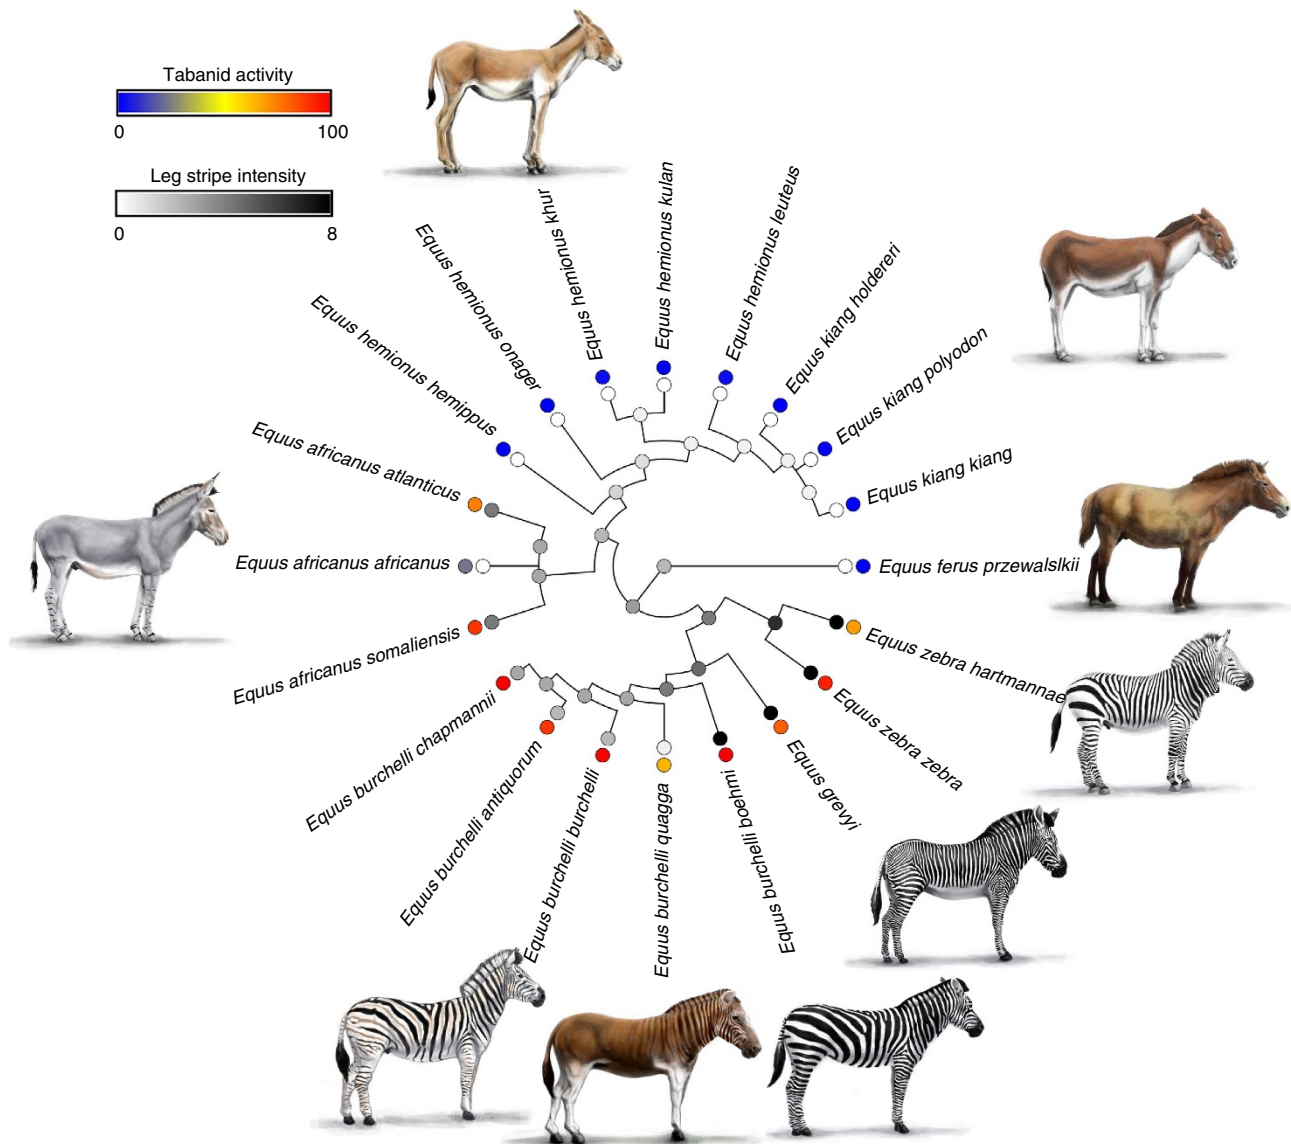 Tabanid activity
0 100
Leg stripe intensity
0 8
Equus hemionus khur
Equus hemionus kulan
Equus hemionus leuteus
Equus kiang holdereri
Equus kiang polyodon
Equus kiang kiang
Equus ferus przewalslkii
Equus zebra hartmannae
Equus zebra zebra
Equus grevyi
Equus burchelli boehmi
Equus burchelli quagga
Equus burchelli burchelli
Equus burchelli antiquorum
Equus burchelli chapmannii
Equus africanus somaliensis
Equus africanus africanus
Equus africanus atlanticus
Equus hemionus hemippus
Equus hemionus onager